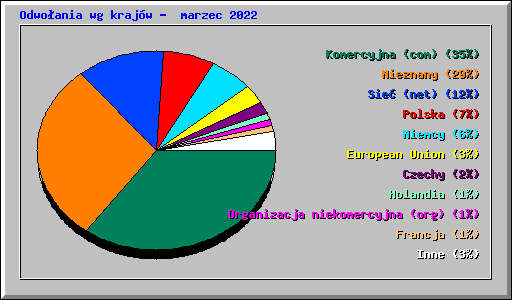 Odwołania wg krajów - marzec 2022
Komercyjna (com) (35%)
Nieznany (29%)
Sieć (net) (12%)
Polska (7%)
Niemcy (6%)
European Union (3%)
Czechy (2%)
Holandia (1%)
Organizacja niekomercyjna (org) (1%)
Francja (1%)
Inne (3%)